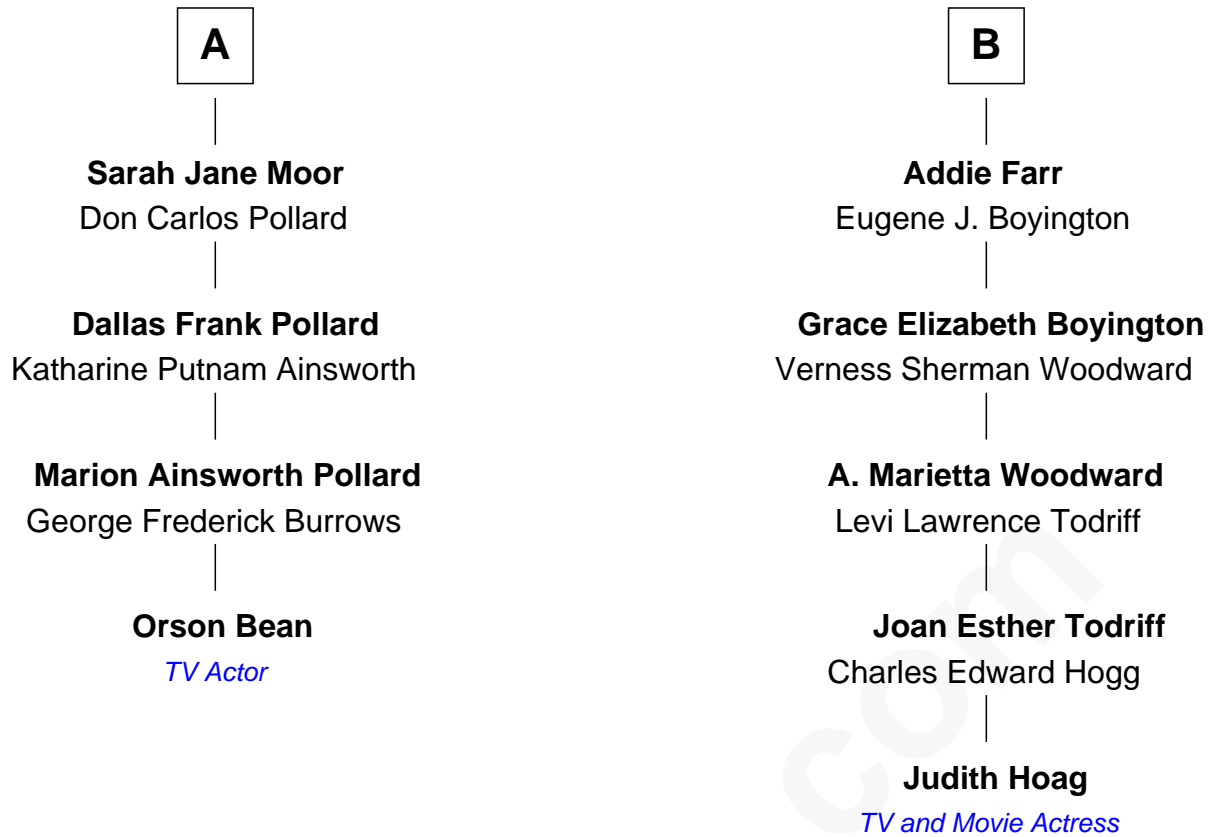 A
Sarah Jane Moor
Don Carlos Pollard
Dallas Frank Pollard
Katharine Putnam Ainsworth
Marion Ainsworth Pollard
George Frederick Burrows
Orson Bean
TV Actor
B
Addie Farr
Eugene J. Boyington
Grace Elizabeth Boyington
Verness Sherman Woodward
A. Marietta Woodward
Levi Lawrence Todriff
Joan Esther Todriff
Charles Edward Hogg
Judith Hoag
TV and Movie Actress
com